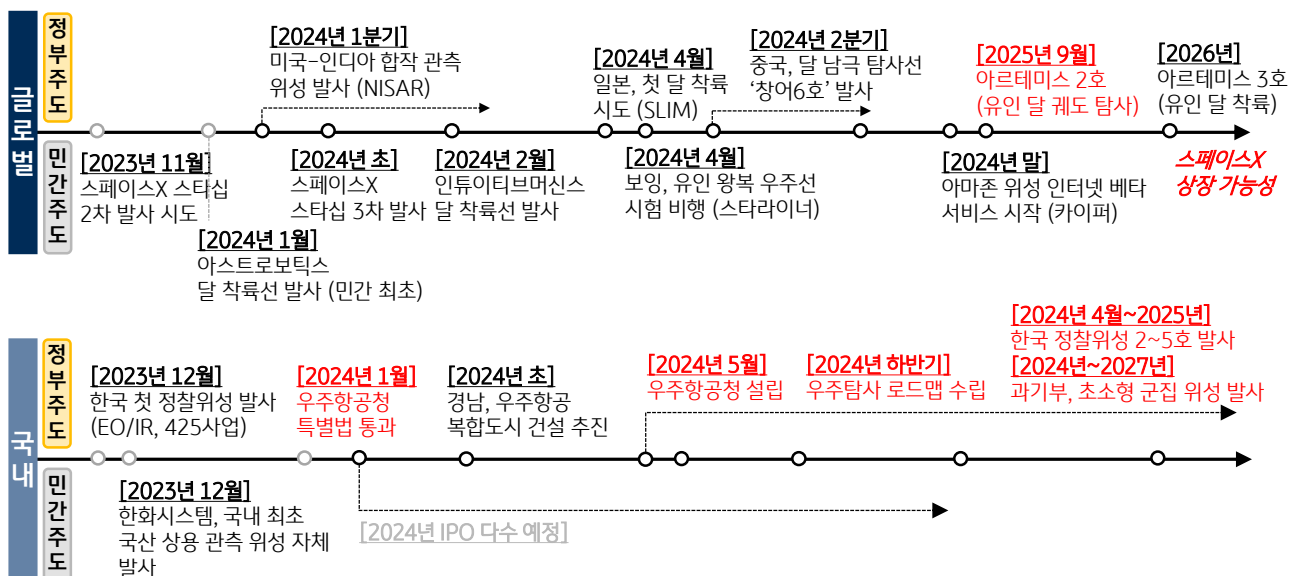 글로벌
정부주도
[2024년 1분기]
미국-인디아 합작 관측
위성 발사 (NISAR)
[2024년 4월]
일본, 첫 달 착륙
시도 (SLIM)
[2024년 2분기]
중국, 달 남극 탐사선
‘창어6호’ 발사
[2025년 9월]
아르테미스 2호
(유인 달 궤도 탐사)
[2026년]
아르테미스 3호
(유인 달 착륙)
민간주도
[2023년 11월]
스페이스X 스타십
2차 발사 시도
[2024년 1월]
아스트로보틱스
달 착륙선 발사 (민간 최초)
[2024년 초]
스페이스X
스타십 3차 발사
[2024년 2월]
인튜이티브머신스
달 착륙선 발사
[2024년 4월]
보잉, 유인 왕복 우주선
시험 비행 (스타라이너)
[2024년 말]
아마존 위성 인터넷 베타
서비스 시작 (카이퍼)
스페이스X
상장 가능성
국내
정부주도
[2023년 12월]
한국 첫 정찰위성 발사
(EO/IR, 425사업)
[2024년 1월]
우주항공청
특별법 통과
[2024년 초]
경남, 우주항공
복합도시 건설 추진
[2024년 5월]
우주항공청 설립
[2024년 하반기]
우주탐사 로드맵 수립
[2024년 4월~2025년]
한국 정찰위성 2~5호 발사
[2024년~2027년]
과기부, 초소형 군집 위성 발사
민간주도
[2023년 12월]
한화시스템, 국내 최초
국산 상용 관측 위성 자체
발사
[2024년 IPO 다수 예정]